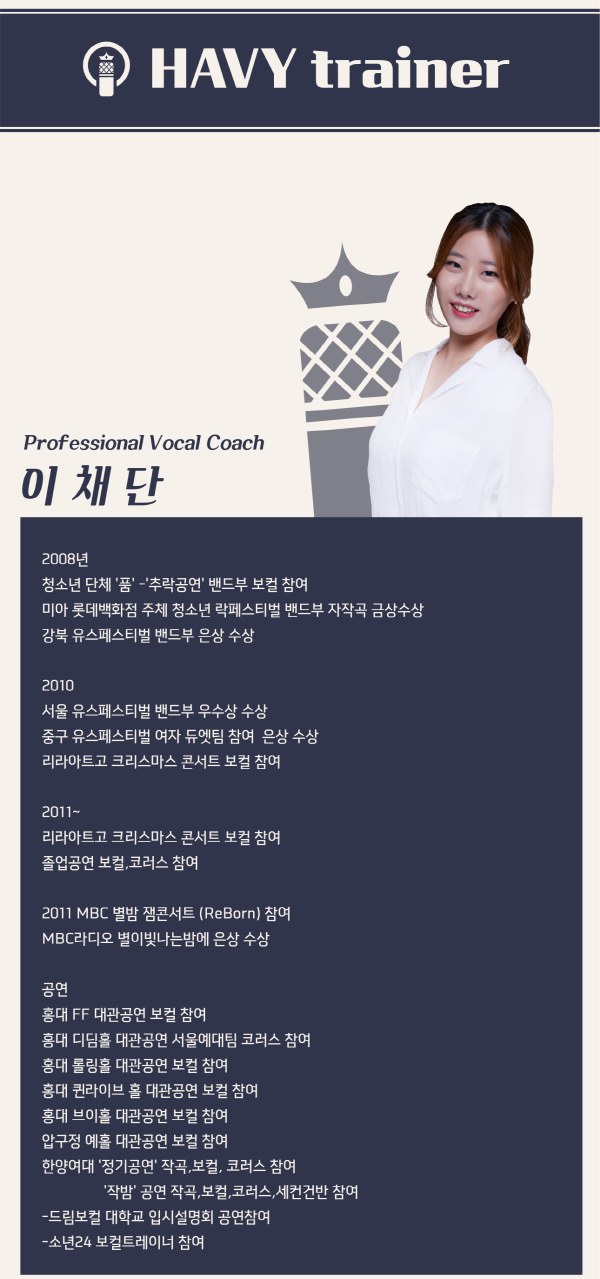 HAVY trainer
Professional Vocal Coach
이 채 단
2008년
청소년 단체 '품' -'추락공연' 밴드부 보컬 참여
미아 롯데백화점 주체 청소년 락페스티벌 밴드부 자작곡 금상수상
강북 유스페스티벌 밴드부 은상 수상
2010
서울 유스페스티벌 밴드부 우수상 수상
중구 유스페스티벌 여자 듀엣팀 참여  은상 수상
리라아트고 크리스마스 콘서트 보컬 참여
2011~
리라아트고 크리스마스 콘서트 보컬 참여
졸업공연 보컬,코러스 참여
2011 MBC 별밤 잼콘서트 (ReBorn) 참여
MBC라디오 별이빛나는밤에 은상 수상
공연
홍대 FF 대관공연 보컬 참여
홍대 디딤홀 대관공연 서울예대팀 코러스 참여
홍대 롤링홀 대관공연 보컬 참여
홍대 퀸라이브 홀 대관공연 보컬 참여
홍대 브이홀 대관공연 보컬 참여
압구정 예홀 대관공연 보컬 참여
한양여대 '정기공연' 작곡,보컬, 코러스 참여
'작밤' 공연 작곡,보컬,코러스,세컨건반 참여
-드림보컬 대학교 입시설명회 공연참여
-소년24 보컬트레이너 참여